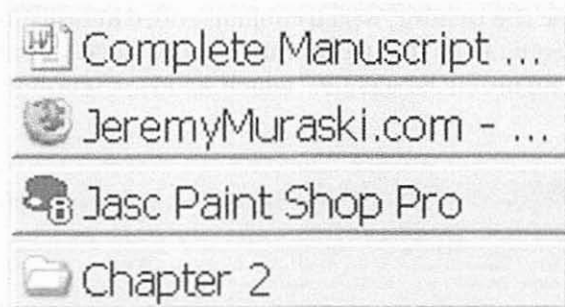 Complete Manuscript ...
JeremyMuraski.com - ...
Jasc Paint Shop Pro
Chapter 2